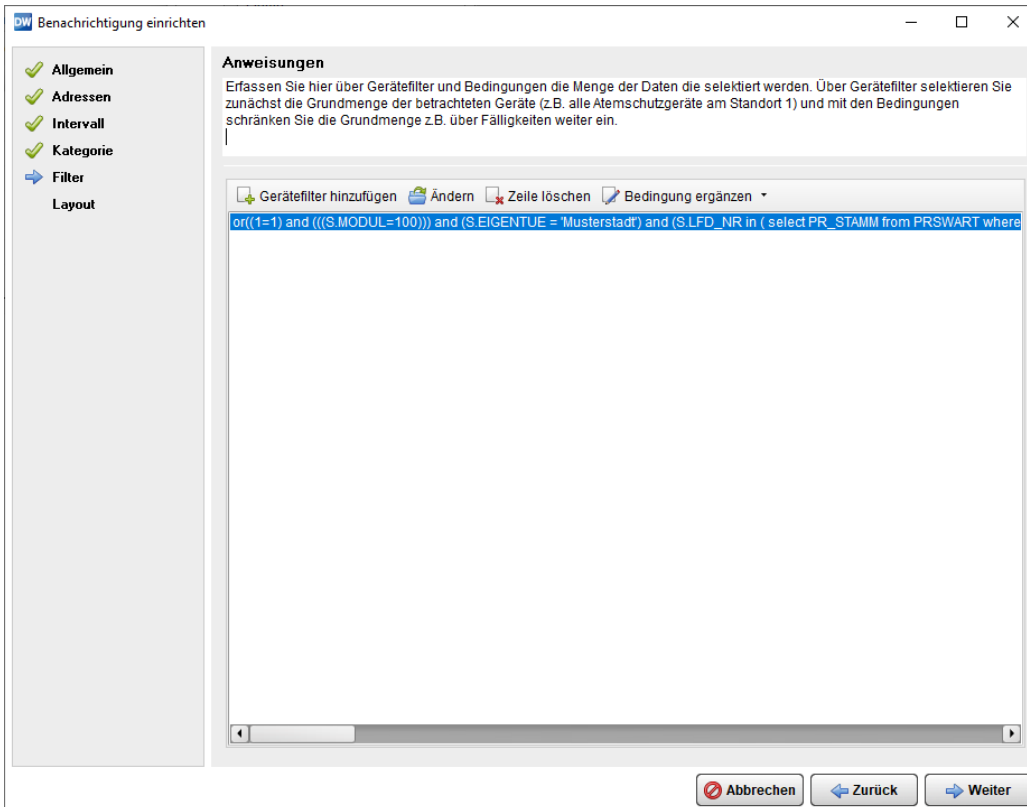 DW Benachrichtigung einrichten
Allgemein
Adressen
Intervall
Kategorie
Filter
Layout
Anweisungen
Erfassen Sie hier über Gerätefilter und Bedingungen die Menge der Daten die selektiert werden. Über Gerätefilter selektieren Sie
zunächst die Grundmenge der betrachteten Geräte (z.B. alle Atemschutzgeräte am Standort 1) und mit den Bedingungen
schränken Sie die Grundmenge z.B. über Fälligkeiten weiter ein.
Gerätefilter hinzufügen Ändern Zeile löschen Bedingung ergänzen
or((1=1) and (((S.MODUL=100))) and (S.EIGENTUE = 'Musterstadt') and (S.LFD_NR in ( select PR_STAMM from PRSWART where
Abbrechen Zurück Weiter